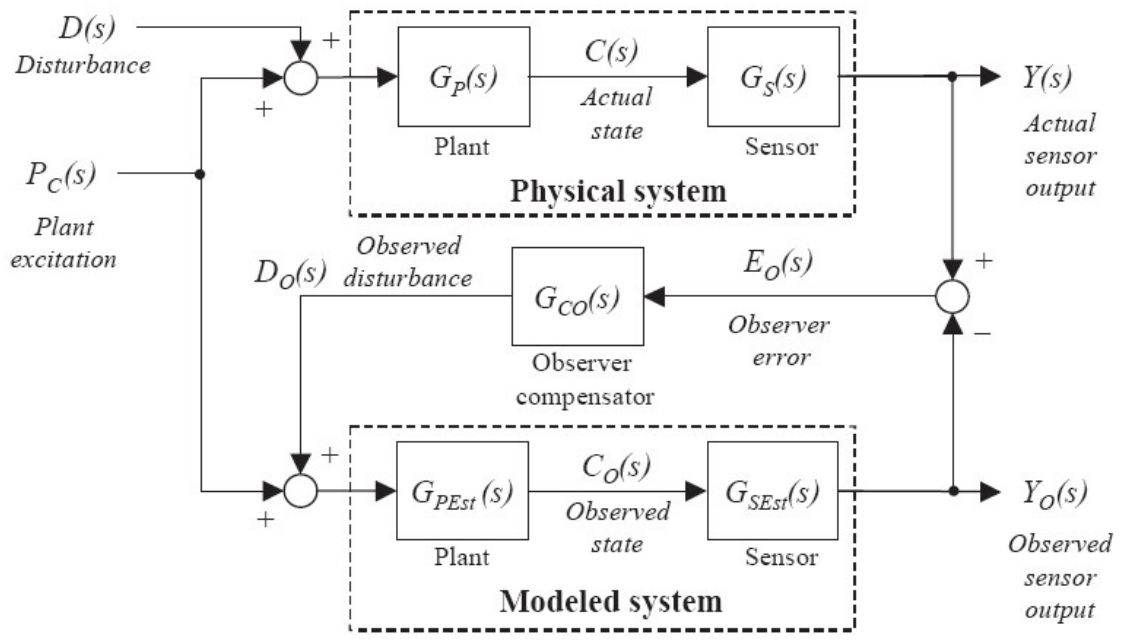 D(s)
Disturbance
+
+
G_P(s)
Plant
C(s)
Actual
state
G_S(s)
Sensor
Y(s)
Actual
sensor
output
P_C(s)
Plant
excitation
Physical system
Observed
disturbance
D_O(s)
G_CO(s)
Observer
compensator
E_O(s)
Observer
error
+
−
+
+
G_PEst(s)
Plant
C_O(s)
Observed
state
G_SEst(s)
Sensor
Y_O(s)
Observed
sensor
output
Modeled system